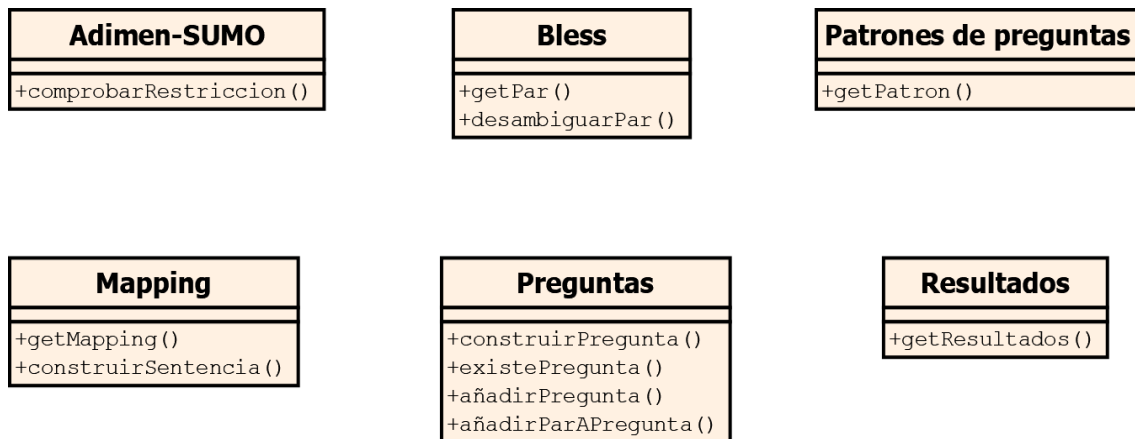 Adimen-SUMO
+comprobarRestriccion()
Bless
+getPar()
+desambiguarPar()
Patrones de preguntas
+getPatron()
Mapping
+getMapping()
+construirSentencia()
Preguntas
+construirPregunta()
+existePregunta()
+añadirPregunta()
+añadirParAPregunta()
Resultados
+getResultados()